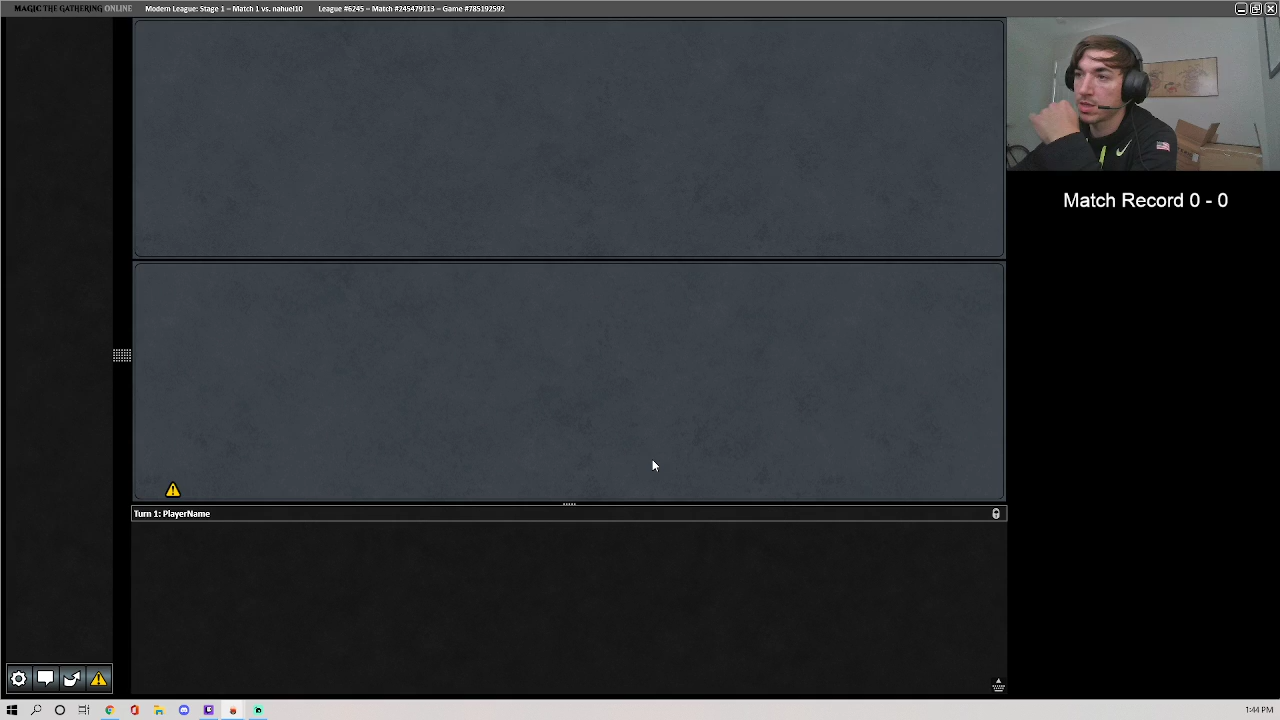 MAGIC THE GATHERING ONLINE
Modern League: Stage 1 – Match 1 vs. nahuel10
League #6245 – Match #245479113 – Game #785192592
Match Record 0 - 0
Turn 1: PlayerName
1:44 PM